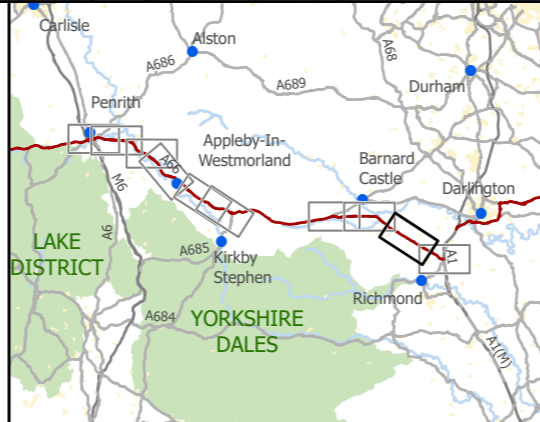 Carlisle
Alston
A686
A68
A689
Durham
Penrith
Appleby-In-
Westmorland
A66
Barnard
Castle
Darlington
M6
A6
LAKE
DISTRICT
A685
Kirkby
Stephen
A1
Richmond
A684
YORKSHIRE
DALES
A1(M)